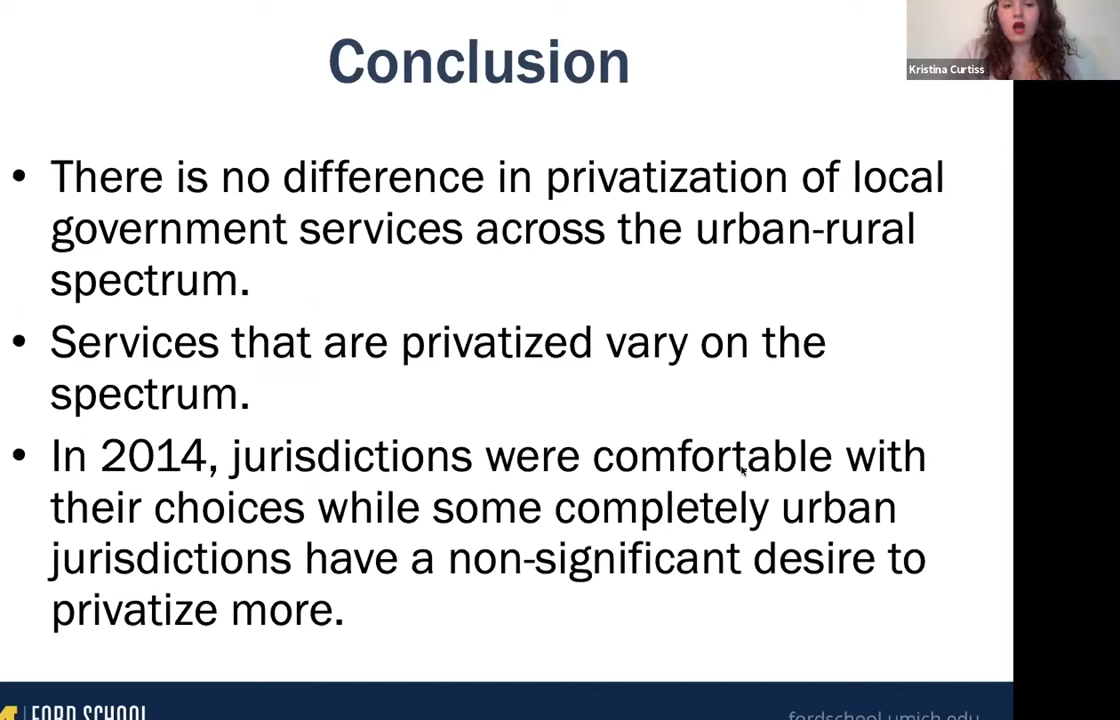 Conclusion
Kristina Curtiss
• There is no difference in privatization of local
government services across the urban-rural
spectrum.
• Services that are privatized vary on the
spectrum.
• In 2014, jurisdictions were comfortable with
their choices while some completely urban
jurisdictions have a non-significant desire to
privatize more.
FORD SCHOOL
fordschool.umich.edu